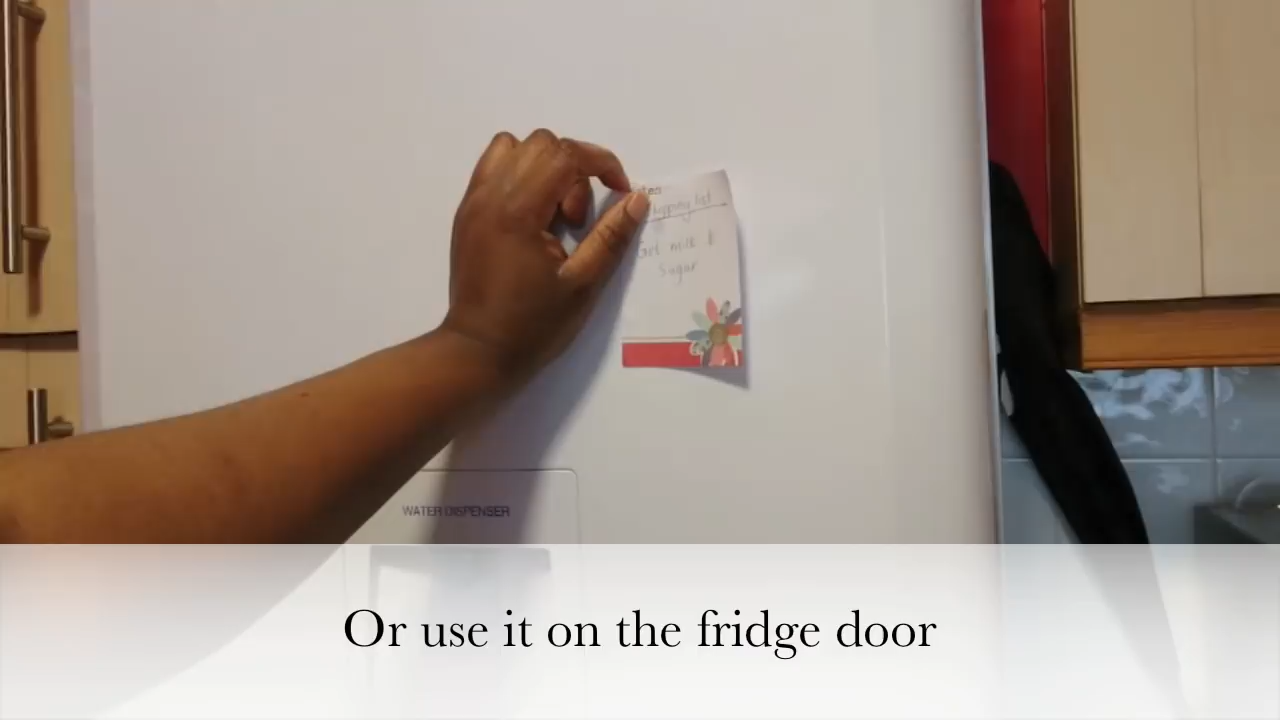 Shopping list
Get milk &
sugar
WATER DISPENSER
Or use it on the fridge door